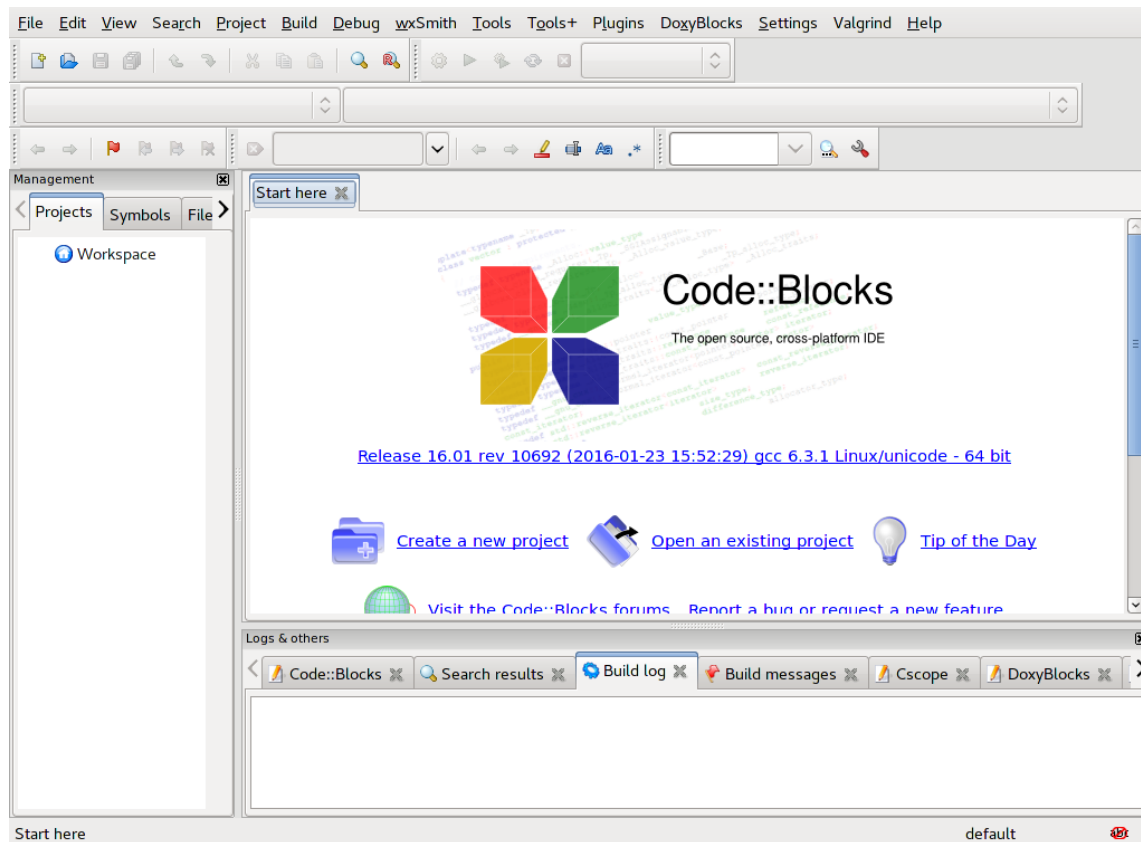 File Edit View Search Project Build Debug wxSmith Tools Tools+ Plugins DoxyBlocks Settings Valgrind Help
Management
Projects Symbols File
Workspace
Start here
Code::Blocks
The open source, cross-platform IDE
Release 16.01 rev 10692 (2016-01-23 15:52:29) gcc 6.3.1 Linux/unicode - 64 bit
Create a new project Open an existing project Tip of the Day
Visit the Code::Blocks forums Report a bug or request a new feature
Logs & others
Code::Blocks Search results Build log Build messages Cscope DoxyBlocks
Start here default